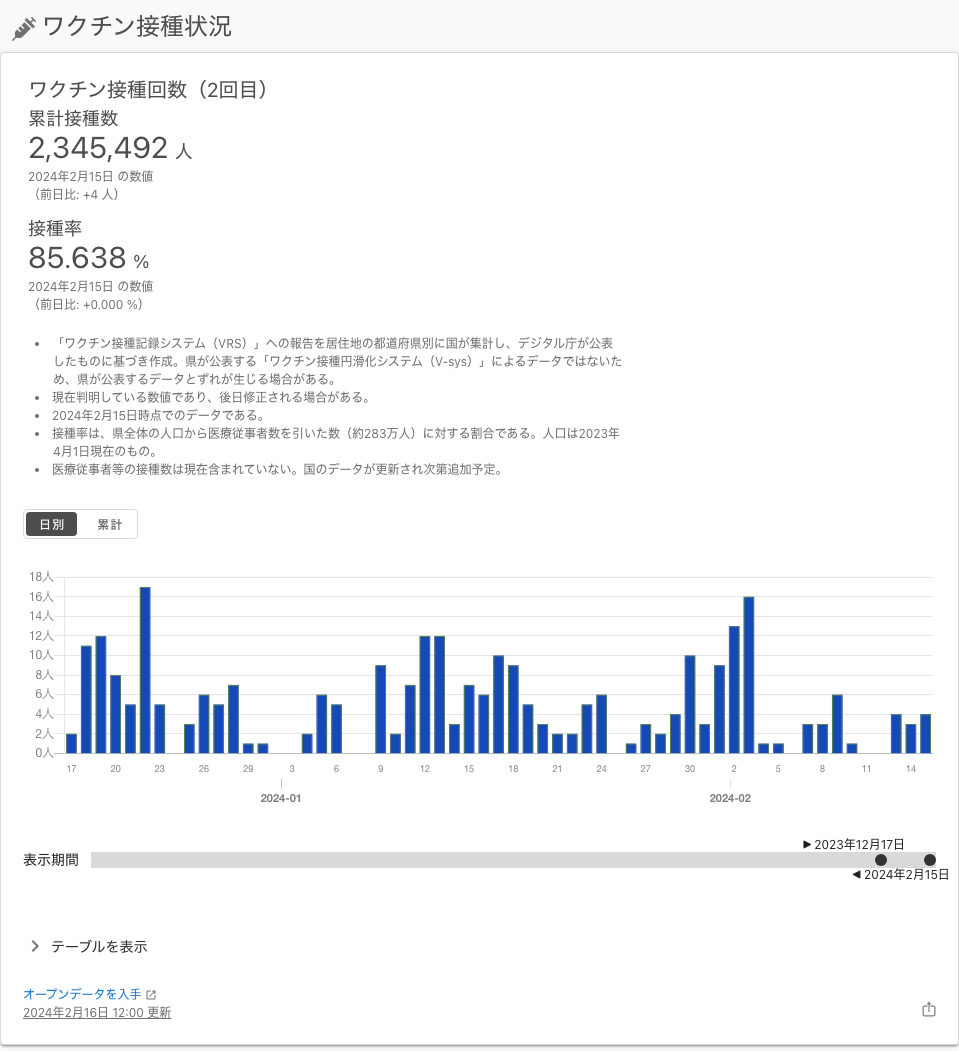 ワクチン接種状況
ワクチン接種回数（2回目）
累計接種数
2,345,492 人
2024年2月15日 の数値
（前日比: +4 人）
接種率
85.638 %
2024年2月15日 の数値
（前日比: +0.000 %）
• 「ワクチン接種記録システム（VRS）」への報告を居住地の都道府県別に国が集計し、デジタル庁が公表
したものに基づき作成。県が公表する「ワクチン接種円滑化システム（V-sys）」によるデータではないた
め、県が公表するデータとずれが生じる場合がある。
• 現在判明している数値であり、後日修正される場合がある。
• 2024年2月15日時点でのデータである。
• 接種率は、県全体の人口から医療従事者数を引いた数（約283万人）に対する割合である。人口は2023年
4月1日現在のもの。
• 医療従事者等の接種数は現在含まれていない。国のデータが更新され次第追加予定。
日別 累計
18人
16人
14人
12人
10人
8人
6人
4人
2人
0人
17 20 23 26 29 3 6 9 12 15 18 21 24 27 30 2 5 8 11 14
2024-01 2024-02
▶ 2023年12月17日
表示期間
◀ 2024年2月15日
テーブルを表示
オープンデータを入手
2024年2月16日 12:00 更新